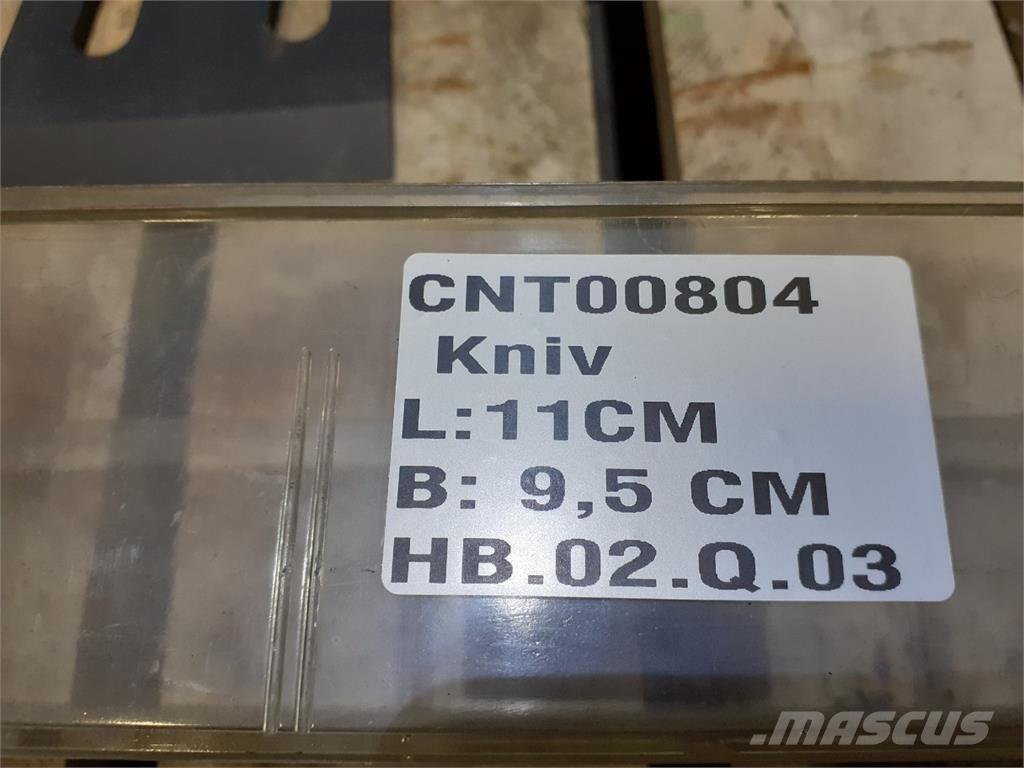 CNT00804
Kniv
L:11CM
B: 9,5 CM
HB.02.Q.03
MASCUS